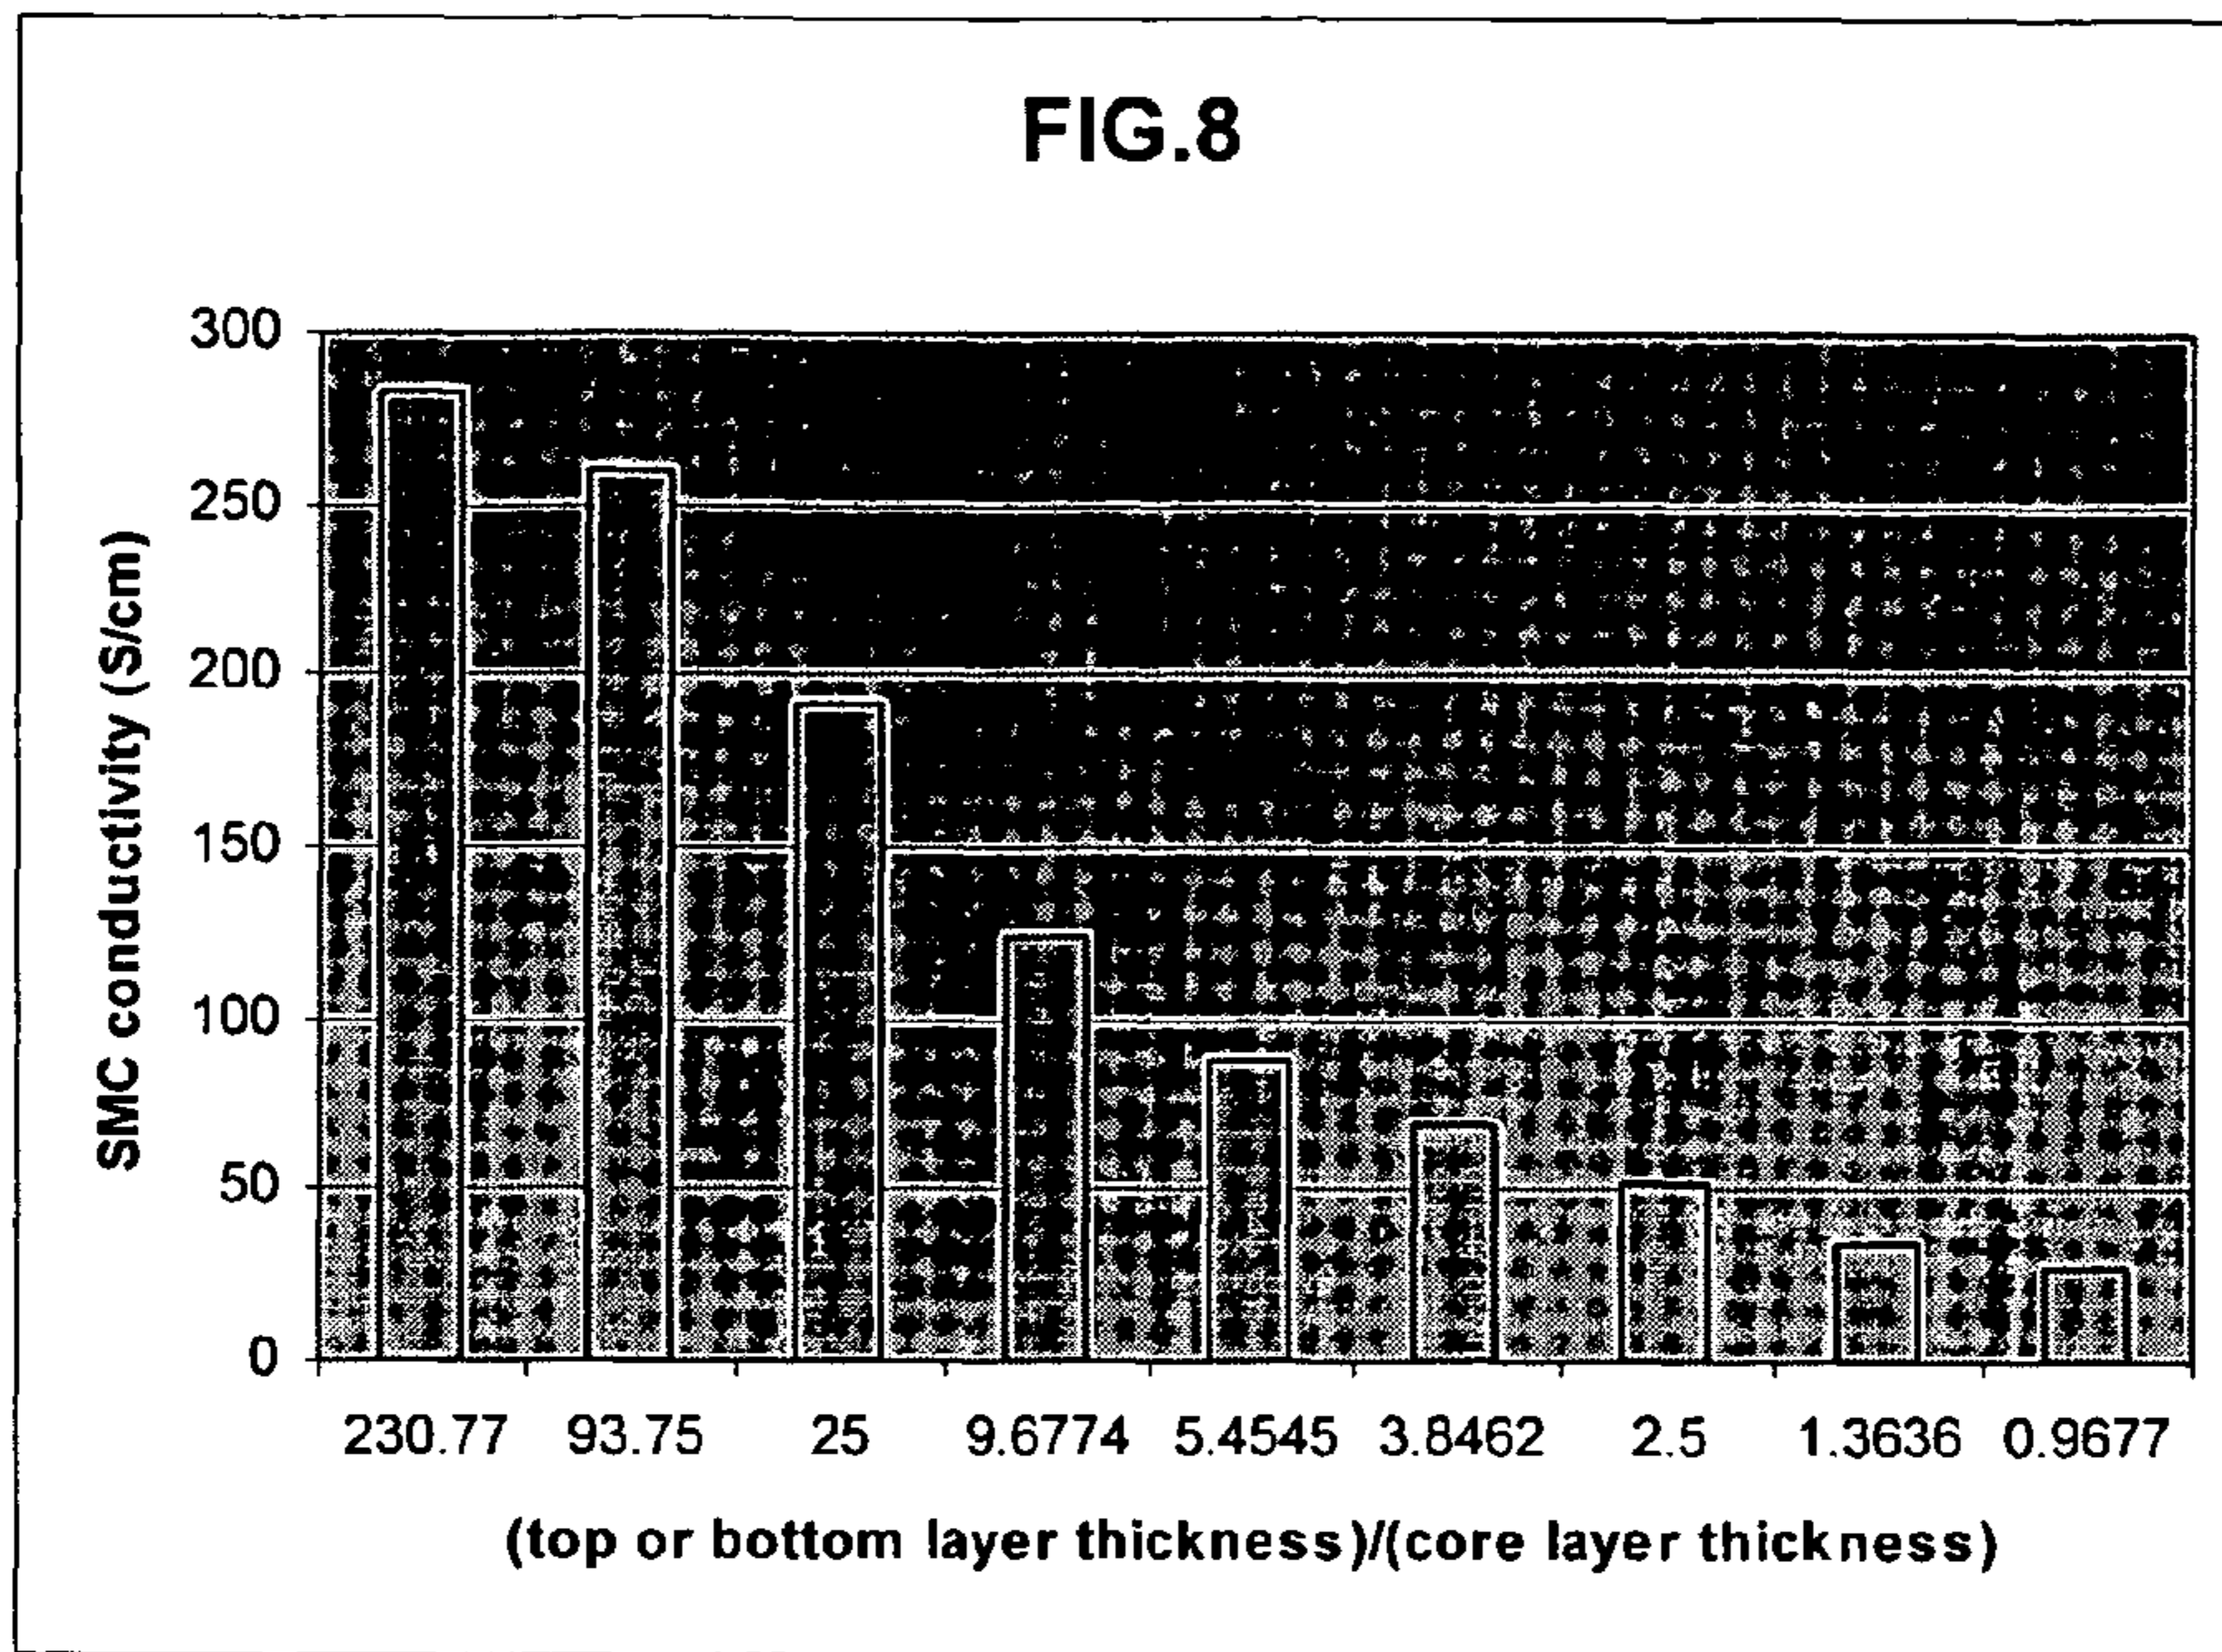 FIG.8
300
250
200
150
100
50
0
SMC conductivity (S/cm)
230.77 93.75 25 9.6774 5.4545 3.8462 2.5 1.3636 0.9677
(top or bottom layer thickness)/(core layer thickness)